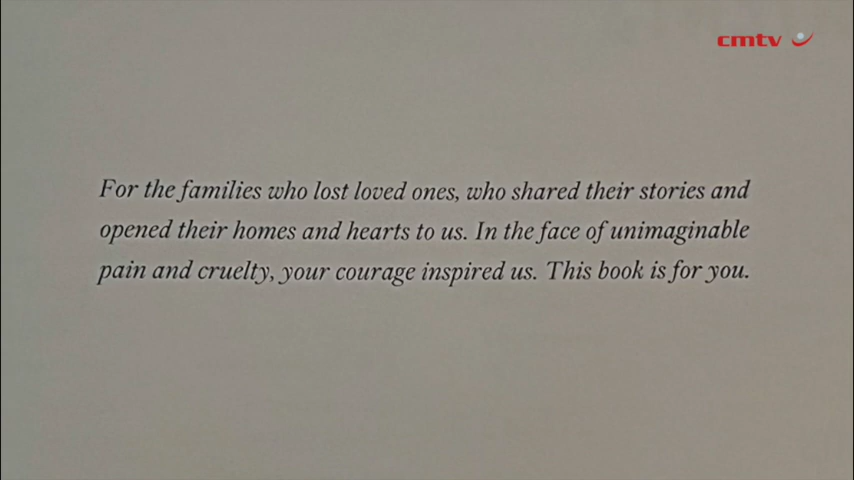 cmtv
For the families who lost loved ones, who shared their stories and
opened their homes and hearts to us. In the face of unimaginable
pain and cruelty, your courage inspired us. This book is for you.